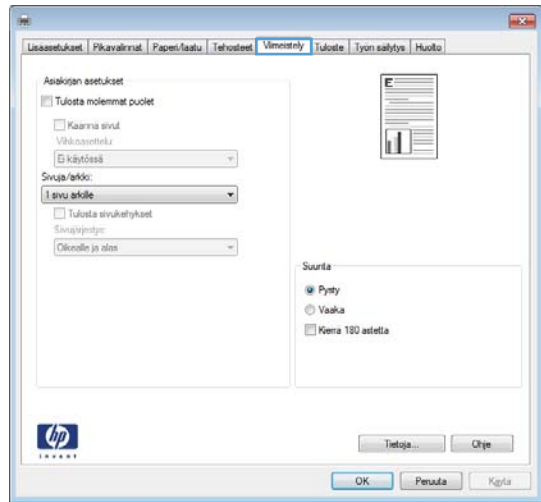 Lisäasetukset Pikavalinnat Paperi/laatu Tehosteet Viimeistely Tuloste Työn säilytys Huolto
Asiakirjan asetukset
Tulosta molemmat puolet
Käännä sivut
Vihkoasettelu:
Ei käytössä
Sivuja/arkki:
1 sivu arkille
Tulosta sivukehykset
Sivujärjestys:
Oikealle ja alas
E
Suunta
Pysty
Vaaka
Kierrä 180 astetta
hp
invent
Tietoja... Ohje
OK Peruuta Käytä